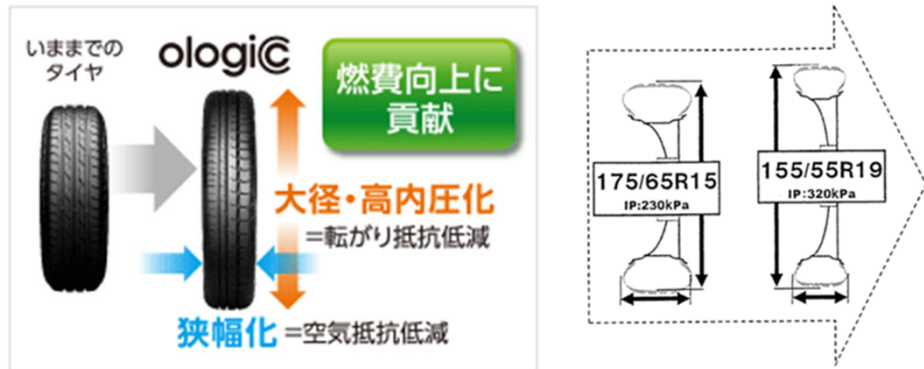 いままでの
タイヤ
ologic
燃費向上に
貢献
大径・高内圧化
=転がり抵抗低減
狭幅化 =空気抵抗低減
175/65R15
IP:230kPa
155/55R19
IP:320kPa